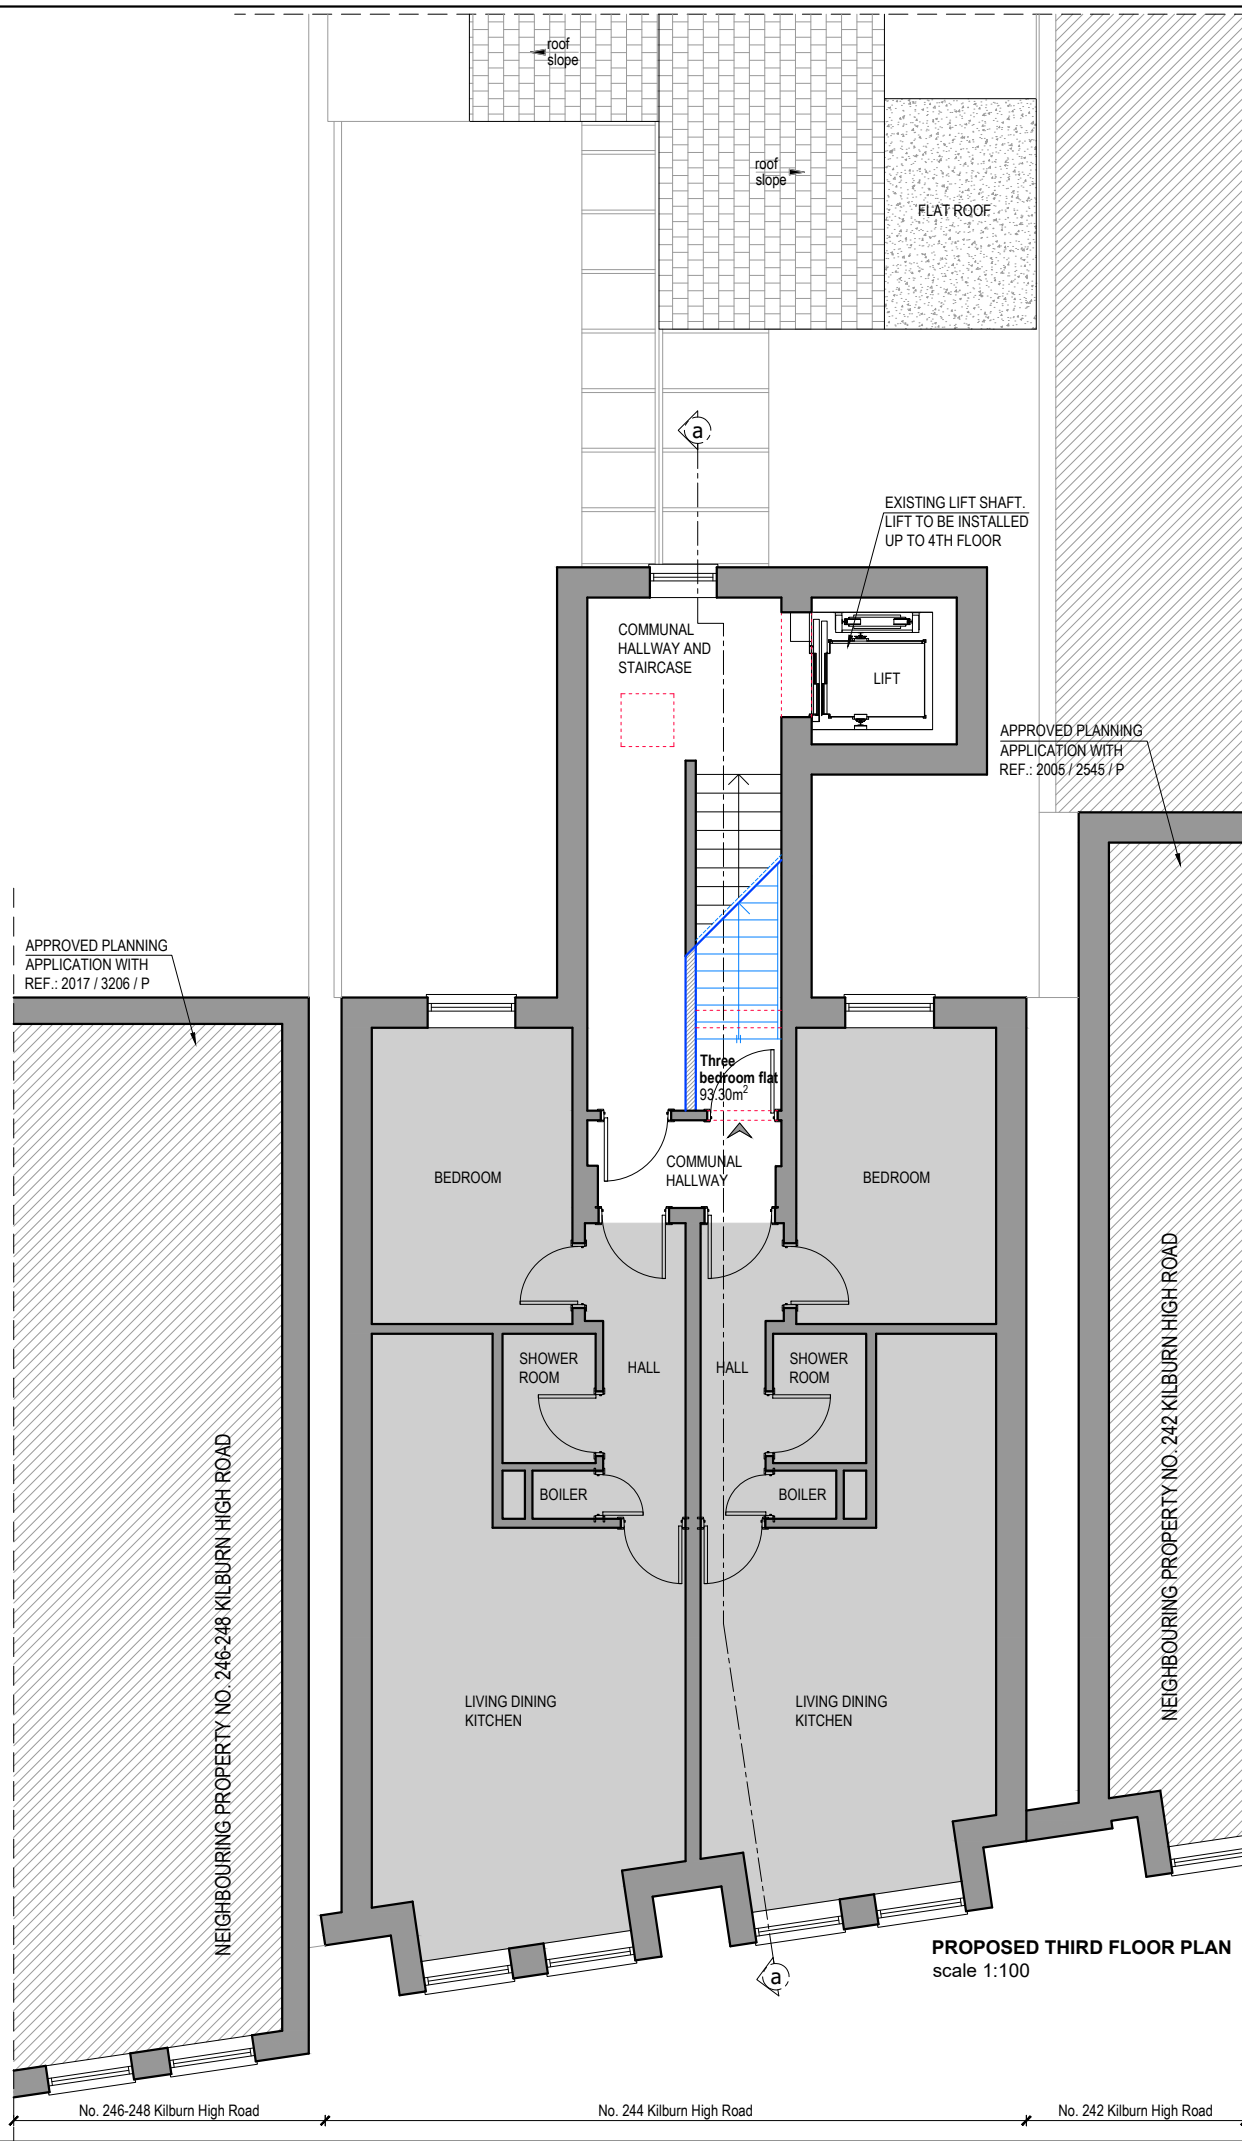 roof
slope
roof
slope
FLAT ROOF
a
EXISTING LIFT SHAFT.
LIFT TO BE INSTALLED
UP TO 4TH FLOOR
COMMUNAL
HALLWAY AND
STAIRCASE
LIFT
APPROVED PLANNING
APPLICATION WITH
REF.: 2005 / 2545 / P
APPROVED PLANNING
APPLICATION WITH
REF.: 2017 / 3206 / P
Three
bedroom flat
93.30m²
COMMUNAL
HALLWAY
BEDROOM
BEDROOM
SHOWER
ROOM
HALL
HALL
SHOWER
ROOM
BOILER
BOILER
NEIGHBOURING PROPERTY NO. 246-248 KILBURN HIGH ROAD
NEIGHBOURING PROPERTY NO. 242 KILBURN HIGH ROAD
LIVING DINING
KITCHEN
LIVING DINING
KITCHEN
PROPOSED THIRD FLOOR PLAN
scale 1:100
a
No. 246-248 Kilburn High Road
No. 244 Kilburn High Road
No. 242 Kilburn High Road